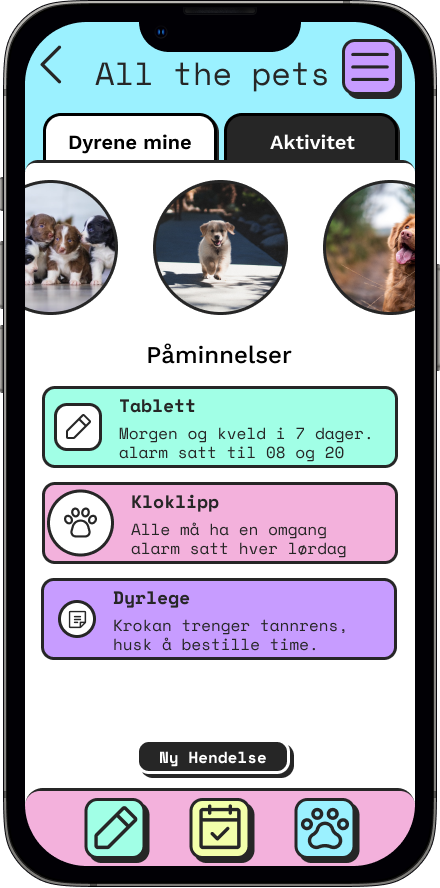 All the pets
Dyrene mine
Aktivitet
Påminnelser
Tablett
Morgen og kveld i 7 dager.
alarm satt til 08 og 20
Kloklipp
Alle må ha en omgang
alarm satt hver lørdag
Dyrlege
Krokan trenger tannrens,
husk å bestille time.
Ny Hendelse